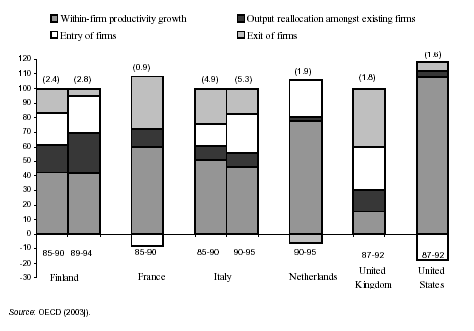 Within-firm productivity growth
Output reallocation amongst existing firms
Entry of firms
Exit of firms
120
110
100
90
80
70
60
50
40
30
20
10
0
-10
-20
-30
(2.4)
(2.8)
(0.9)
(4.9)
(5.3)
(1.9)
(1.8)
(1.6)
85-90
89-94
85-90
85-90
90-95
90-95
87-92
87-92
Finland
France
Italy
Netherlands
United
Kingdom
United
States
Source: OECD (2003j).